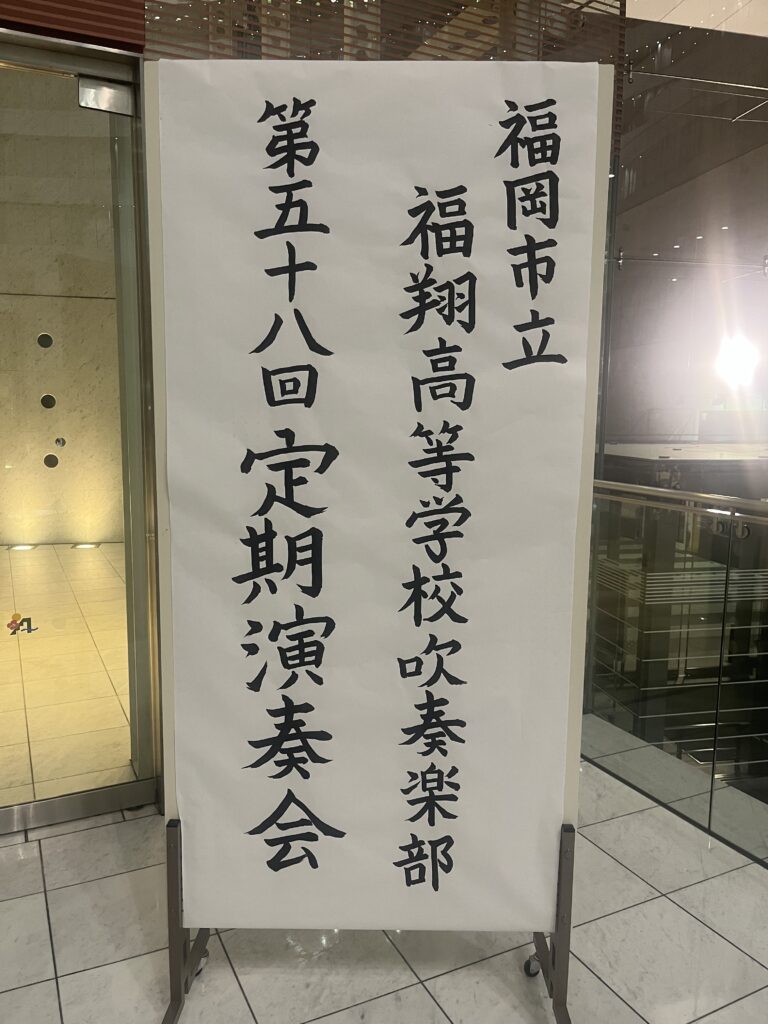 福岡市立
福翔高等学校吹奏楽部
第五十八回定期演奏会